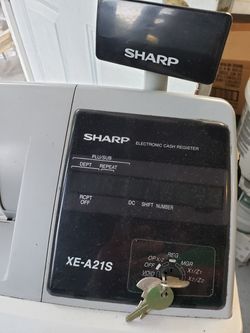 SHARP
SHARP ELECTRONIC CASH REGISTER
PLU/SUB
DEPT REPEAT
RCPT
OFF
DC SHIFT NUMBER
XE-A21S
REG
OPX/Z MGR
OFF X1/Z1
VOID X2/Z2